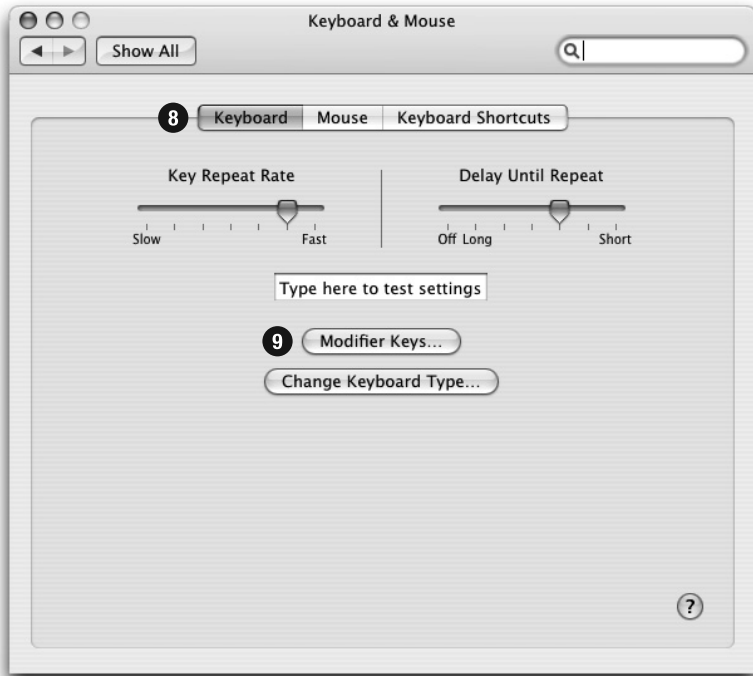 Keyboard & Mouse
Show All
8 Keyboard Mouse Keyboard Shortcuts
Key Repeat Rate Delay Until Repeat
Slow Fast Off Long Short
Type here to test settings
9 Modifier Keys...
Change Keyboard Type...
?